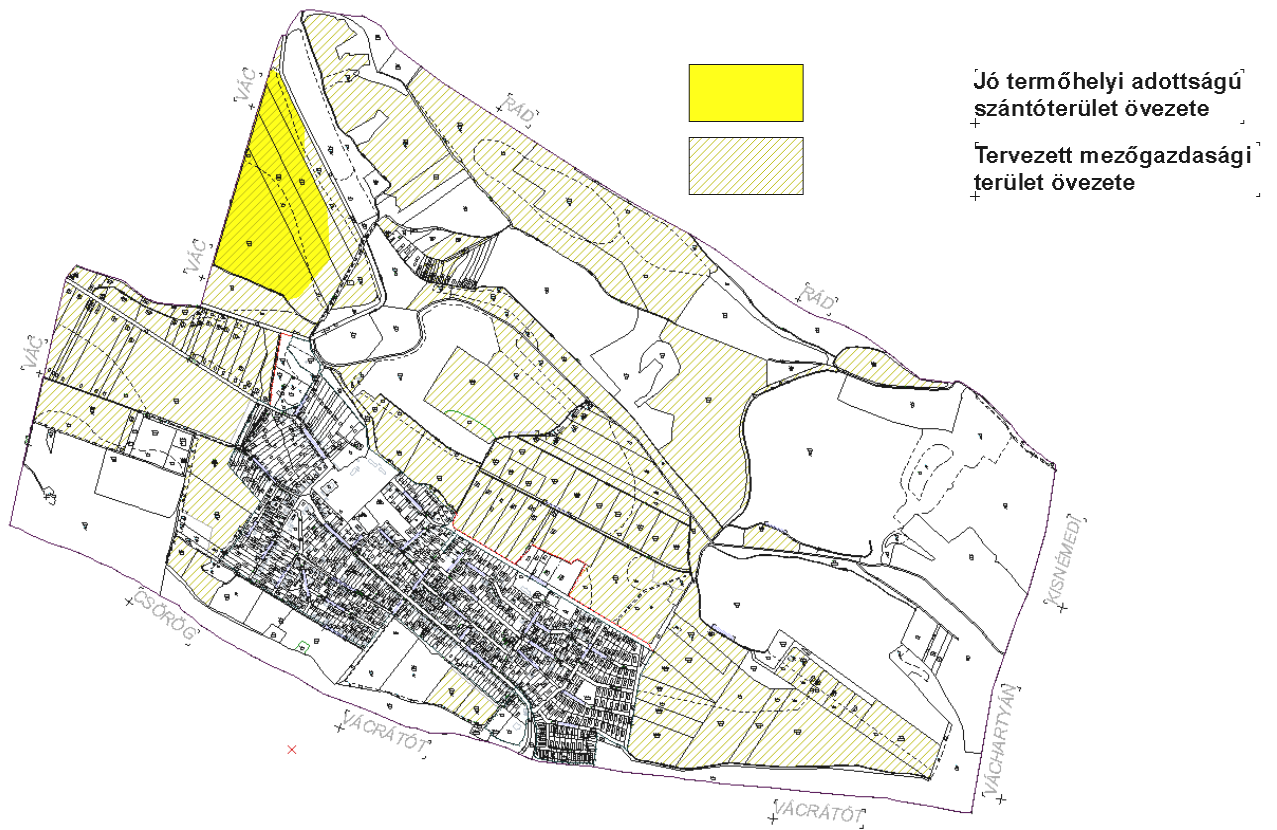 VÁC
RÁD
Jó termőhelyi adottságú
szántóterület övezete
Tervezett mezőgazdasági
terület övezete
VÁC
RÁD
VÁC
KISNÉMEDI
CSÖRÖG
VÁCRÁTÓT
VÁCHARTYÁN
VÁCRÁTÓT